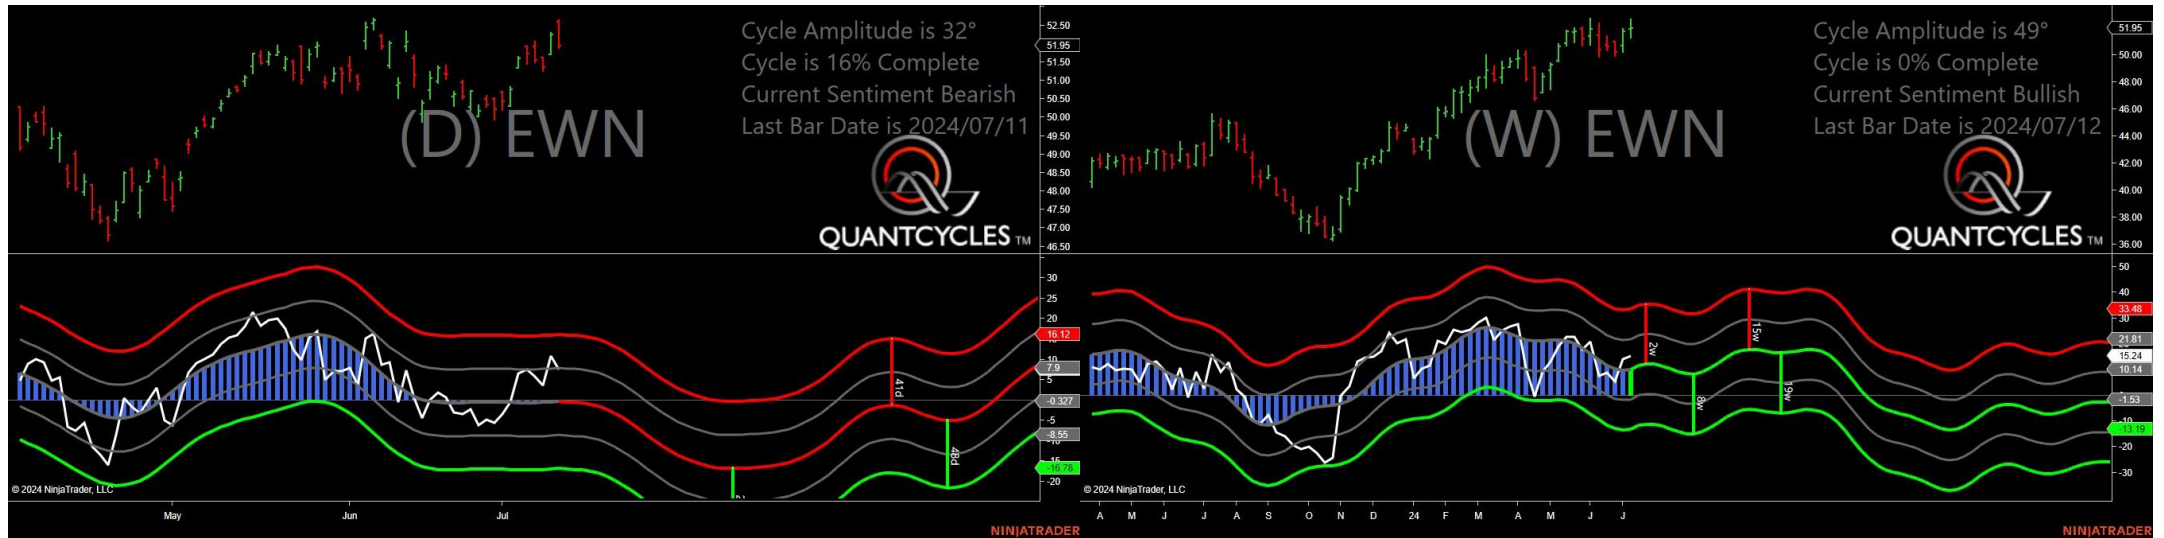 Cycle Amplitude is 32°
Cycle is 16% Complete
Current Sentiment Bearish
Last Bar Date is 2024/07/11
(D) EWN
QUANTCYCLES TM
52.50
51.95
51.50
51.00
50.50
50.00
49.50
49.00
48.50
48.00
47.50
47.00
46.50
30
25
20
16.12
10
7.9
5
-0.327
-5
-8.55
-15
-16.78
-20
41d
48d
© 2024 NinjaTrader, LLC
May Jun Jul
NINJATRADER
Cycle Amplitude is 49°
Cycle is 0% Complete
Current Sentiment Bullish
Last Bar Date is 2024/07/12
(W) EWN
QUANTCYCLES TM
51.95
50.00
48.00
46.00
44.00
42.00
40.00
38.00
36.00
50
40
33.48
30
21.81
15.24
10.14
-1.53
-10
-13.19
-20
-30
2w
15w
8w
19w
© 2024 NinjaTrader, LLC
A M J J A S O N D 24 F M A M J J
NINJATRADER